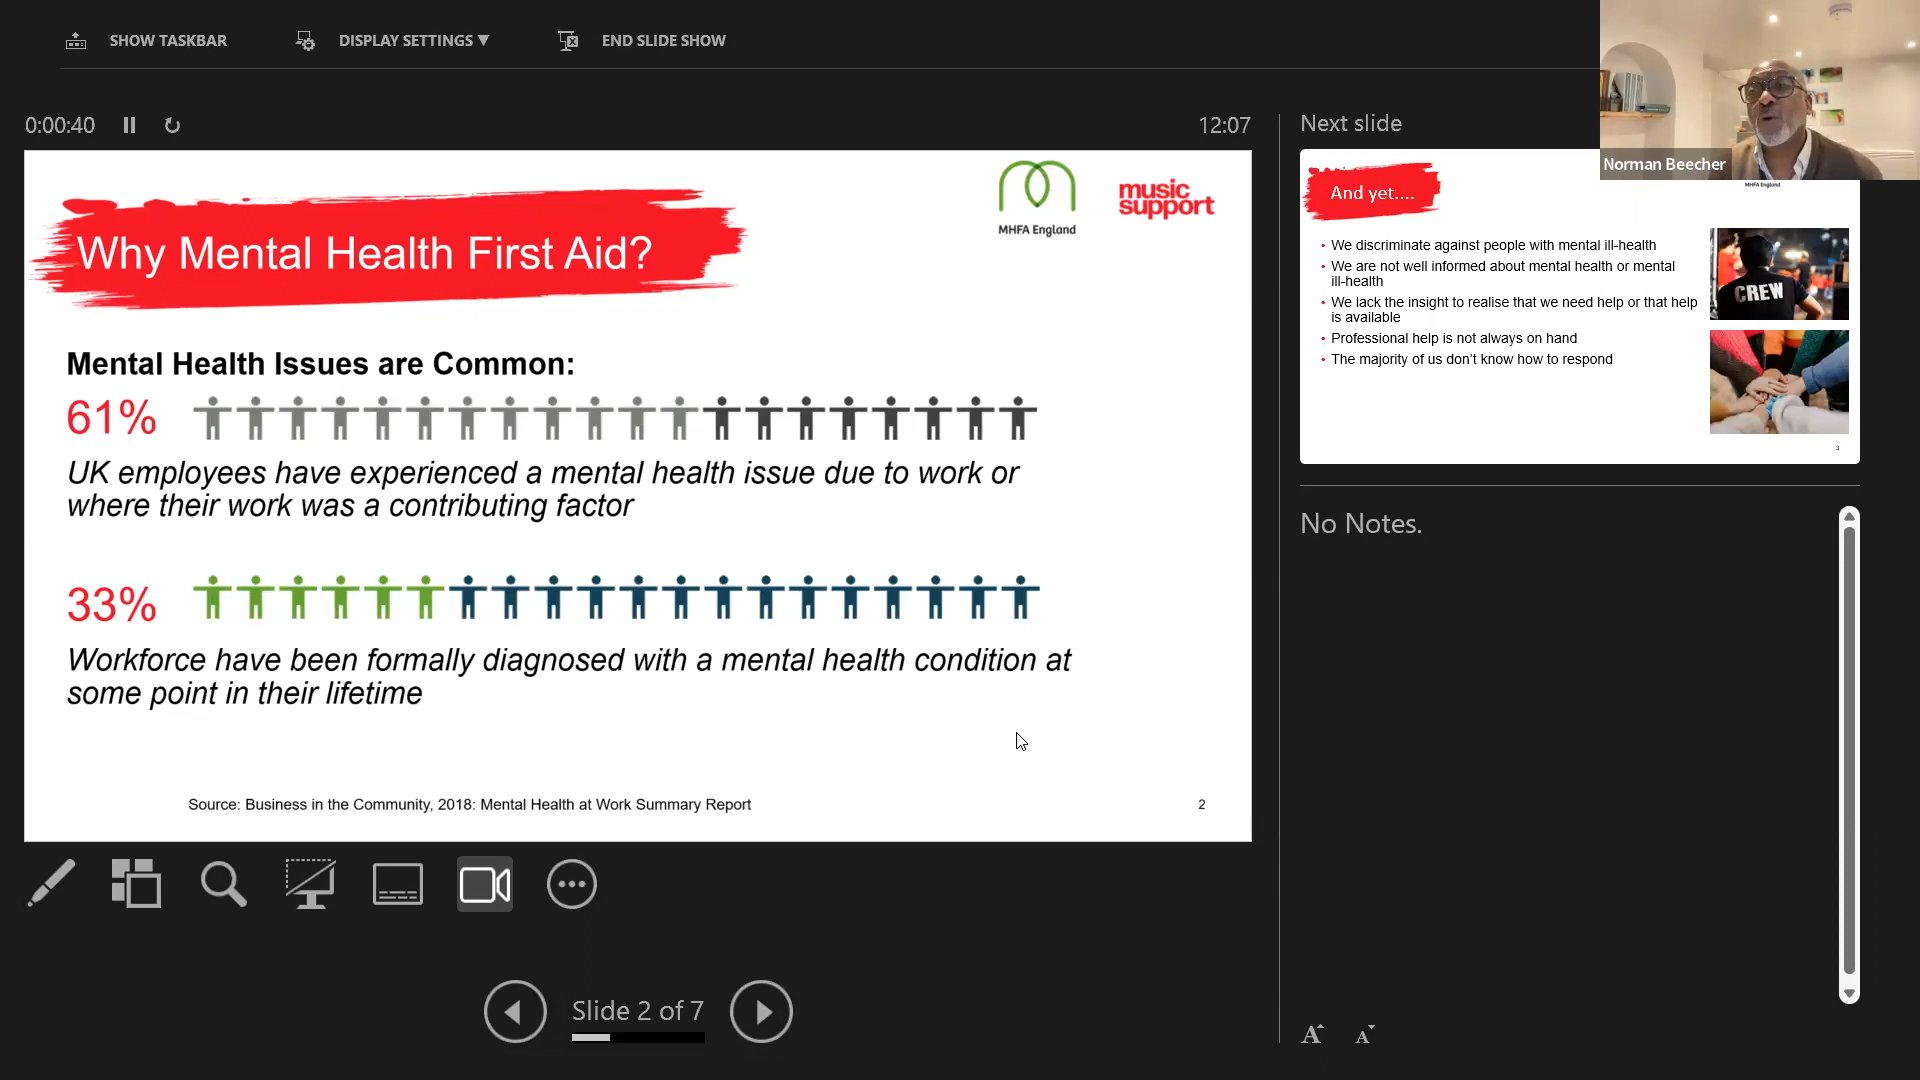 SHOW TASKBAR
DISPLAY SETTINGS ▼
END SLIDE SHOW
0:00:40
12:07
Next slide
Norman Beecher
Why Mental Health First Aid?
MHFA England
music
support
Mental Health Issues are Common:
61%
UK employees have experienced a mental health issue due to work or
where their work was a contributing factor
33%
Workforce have been formally diagnosed with a mental health condition at
some point in their lifetime
Source: Business in the Community, 2018: Mental Health at Work Summary Report
2
And yet....
MHFA England
• We discriminate against people with mental ill-health
• We are not well informed about mental health or mental
ill-health
• We lack the insight to realise that we need help or that help
is available
• Professional help is not always on hand
• The majority of us don’t know how to respond
CREW
3
No Notes.
Slide 2 of 7
A A